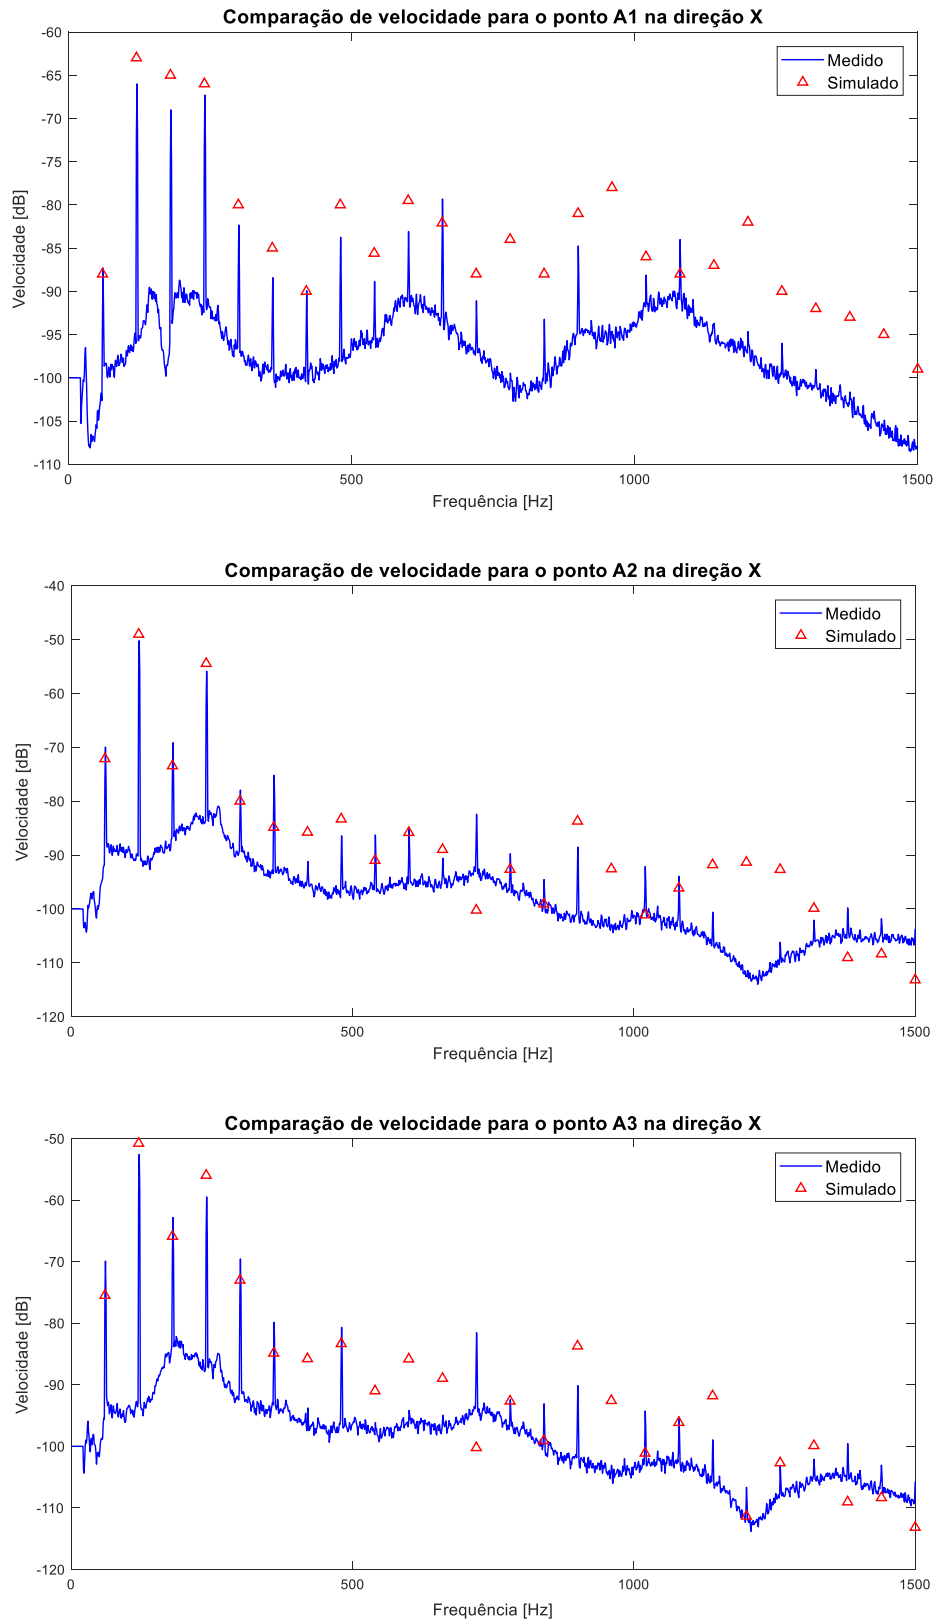 Comparação de velocidade para o ponto A1 na direção X
-60
-65
-70
-75
-80
-85
-90
-95
-100
-105
-110
Velocidade [dB]
Medido
Simulado
0
500
1000
1500
Frequência [Hz]
Comparação de velocidade para o ponto A2 na direção X
-40
-50
-60
-70
-80
-90
-100
-110
-120
Velocidade [dB]
Medido
Simulado
0
500
1000
1500
Frequência [Hz]
Comparação de velocidade para o ponto A3 na direção X
-50
-60
-70
-80
-90
-100
-110
-120
Velocidade [dB]
Medido
Simulado
0
500
1000
1500
Frequência [Hz]